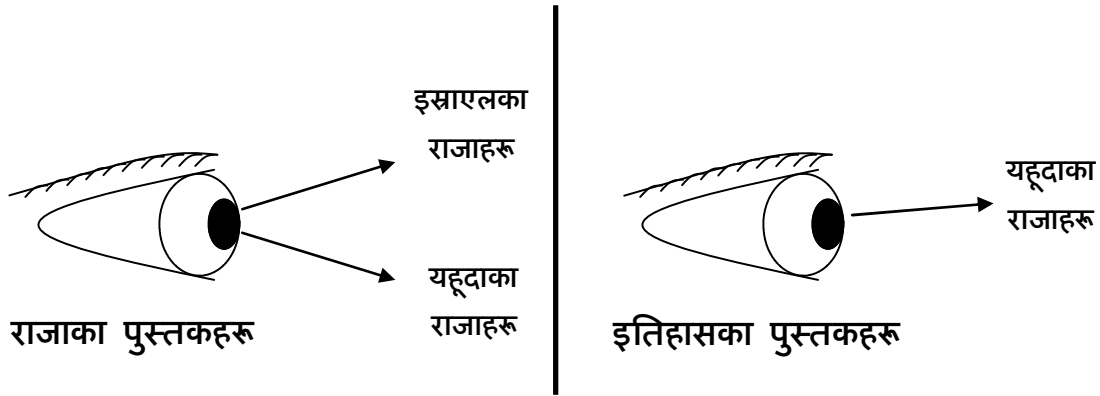 इस्राएलका
राजाहरू
यहूदाका
राजाहरू
राजाका पुस्तकहरू
यहूदाका
राजाहरू
इतिहासका पुस्तकहरू